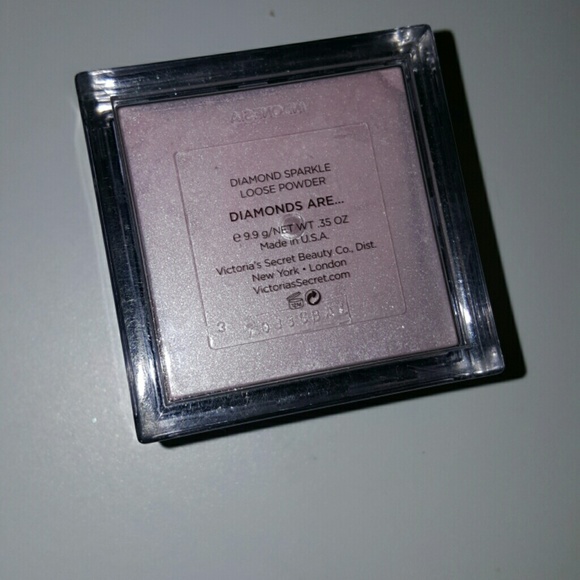 DIAMOND SPARKLE
LOOSE POWDER
DIAMONDS ARE...
℮ 9.9 g/NET WT .35 OZ
Made in U.S.A.
Victoria's Secret Beauty Co., Dist.
New York • London
VictoriasSecret.com
3